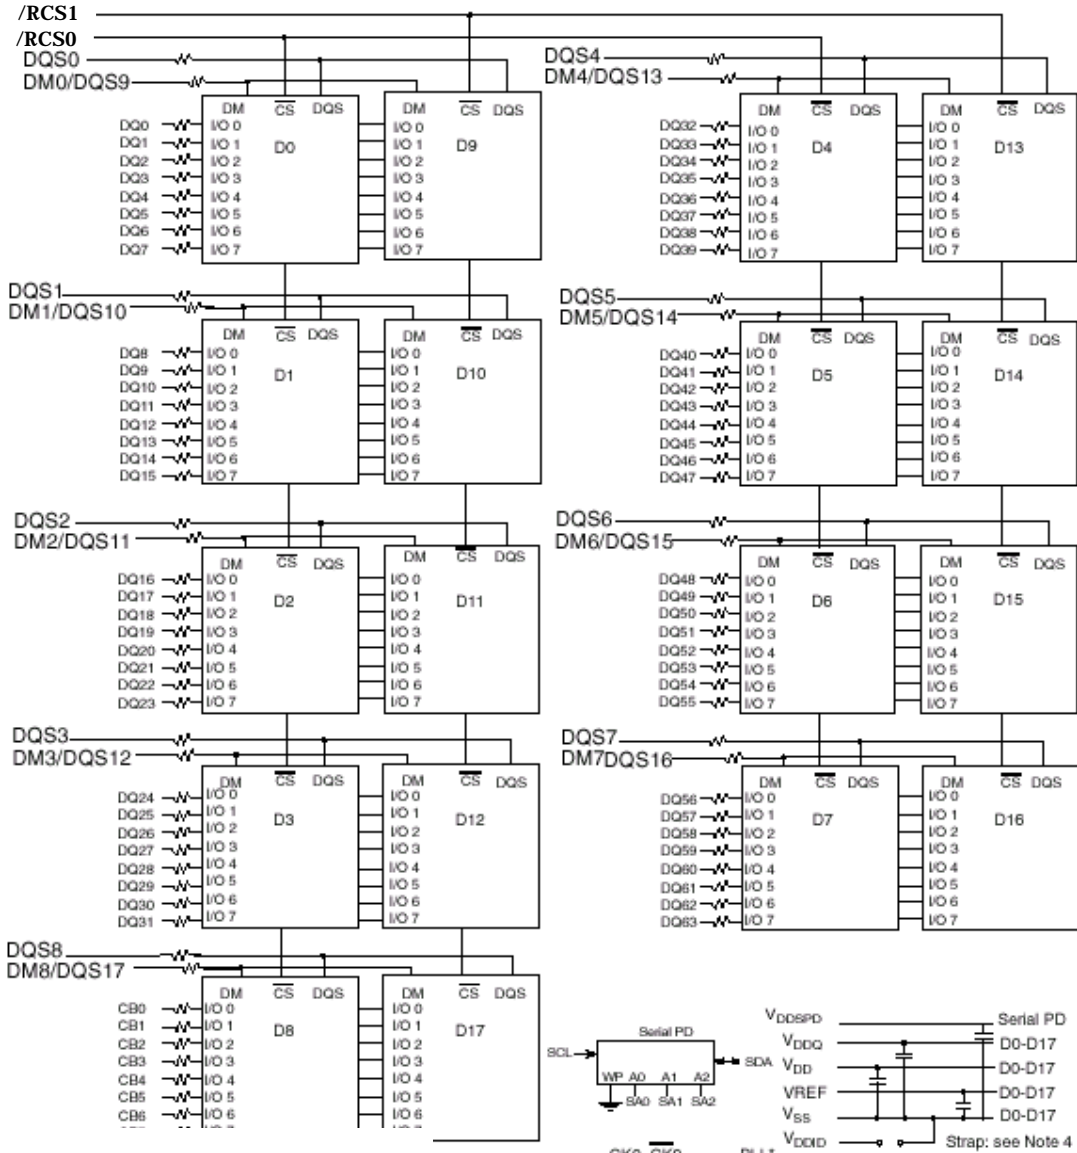 /RCS1
/RCS0
DQS0
DM0/DQS9
DM CS DQS
DM CS DQS
D0
D9
DQ0 I/O 0 I/O 0
DQ1 I/O 1 I/O 1
DQ2 I/O 2 I/O 2
DQ3 I/O 3 I/O 3
DQ4 I/O 4 I/O 4
DQ5 I/O 5 I/O 5
DQ6 I/O 6 I/O 6
DQ7 I/O 7 I/O 7
DQS4
DM4/DQS13
DM CS DQS
DM CS DQS
D4
D13
DQ32 I/O 0 I/O 0
DQ33 I/O 1 I/O 1
DQ34 I/O 2 I/O 2
DQ35 I/O 3 I/O 3
DQ36 I/O 4 I/O 4
DQ37 I/O 5 I/O 5
DQ38 I/O 6 I/O 6
DQ39 I/O 7 I/O 7
DQS1
DM1/DQS10
DM CS DQS
DM CS DQS
D1
D10
DQ8 I/O 0 I/O 0
DQ9 I/O 1 I/O 1
DQ10 I/O 2 I/O 2
DQ11 I/O 3 I/O 3
DQ12 I/O 4 I/O 4
DQ13 I/O 5 I/O 5
DQ14 I/O 6 I/O 6
DQ15 I/O 7 I/O 7
DQS5
DM5/DQS14
DM CS DQS
DM CS DQS
D5
D14
DQ40 I/O 0 I/O 0
DQ41 I/O 1 I/O 1
DQ42 I/O 2 I/O 2
DQ43 I/O 3 I/O 3
DQ44 I/O 4 I/O 4
DQ45 I/O 5 I/O 5
DQ46 I/O 6 I/O 6
DQ47 I/O 7 I/O 7
DQS2
DM2/DQS11
DM CS DQS
DM CS DQS
D2
D11
DQ16 I/O 0 I/O 0
DQ17 I/O 1 I/O 1
DQ18 I/O 2 I/O 2
DQ19 I/O 3 I/O 3
DQ20 I/O 4 I/O 4
DQ21 I/O 5 I/O 5
DQ22 I/O 6 I/O 6
DQ23 I/O 7 I/O 7
DQS6
DM6/DQS15
DM CS DQS
DM CS DQS
D6
D15
DQ48 I/O 0 I/O 0
DQ49 I/O 1 I/O 1
DQ50 I/O 2 I/O 2
DQ51 I/O 3 I/O 3
DQ52 I/O 4 I/O 4
DQ53 I/O 5 I/O 5
DQ54 I/O 6 I/O 6
DQ55 I/O 7 I/O 7
DQS3
DM3/DQS12
DM CS DQS
DM CS DQS
D3
D12
DQ24 I/O 0 I/O 0
DQ25 I/O 1 I/O 1
DQ26 I/O 2 I/O 2
DQ27 I/O 3 I/O 3
DQ28 I/O 4 I/O 4
DQ29 I/O 5 I/O 5
DQ30 I/O 6 I/O 6
DQ31 I/O 7 I/O 7
DQS7
DM7DQS16
DM CS DQS
DM CS DQS
D7
D16
DQ56 I/O 0 I/O 0
DQ57 I/O 1 I/O 1
DQ58 I/O 2 I/O 2
DQ59 I/O 3 I/O 3
DQ60 I/O 4 I/O 4
DQ61 I/O 5 I/O 5
DQ62 I/O 6 I/O 6
DQ63 I/O 7 I/O 7
DQS8
DM8/DQS17
DM CS DQS
DM CS DQS
D8
D17
CB0 I/O 0 I/O 0
CB1 I/O 1 I/O 1
CB2 I/O 2 I/O 2
CB3 I/O 3 I/O 3
CB4 I/O 4 I/O 4
CB5 I/O 5 I/O 5
CB6 I/O 6 I/O 6
Serial PD
SCL SDA
WP A0 A1 A2
SA0 SA1 SA2
VDDSPD Serial PD
VDDQ D0-D17
VDD D0-D17
VREF D0-D17
VSS D0-D17
VDDID Strap: see Note 4